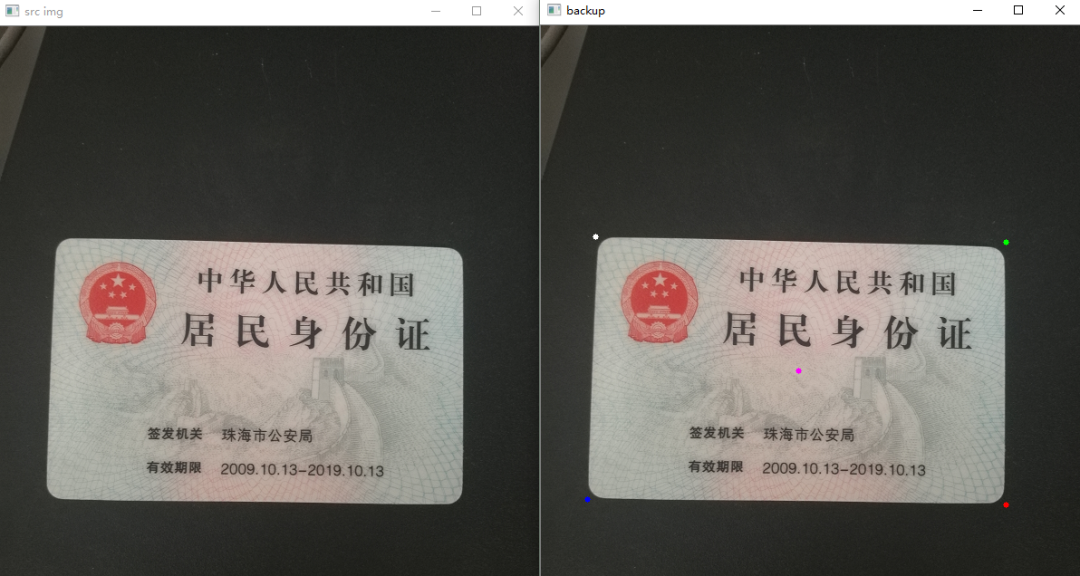 src img
中华人民共和国
居民身份证
签发机关 珠海市公安局
有效期限 2009.10.13-2019.10.13
backup
中华人民共和国
居民身份证
签发机关 珠海市公安局
有效期限 2009.10.13-2019.10.13